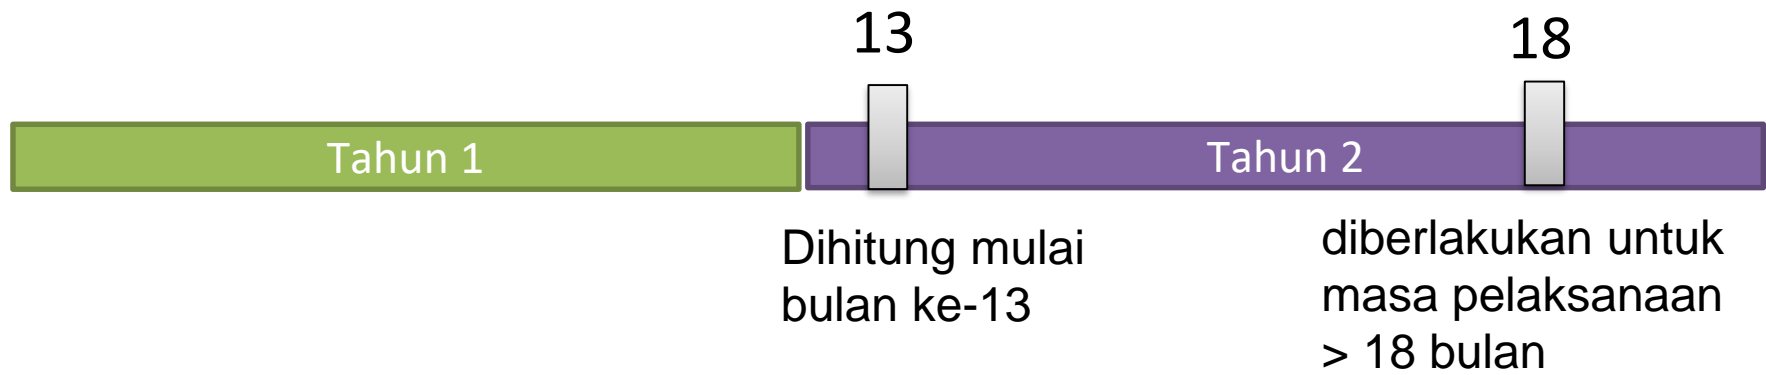 13
18
Tahun 1
Tahun 2
Dihitung mulai
bulan ke-13
diberlakukan untuk
masa pelaksanaan
> 18 bulan